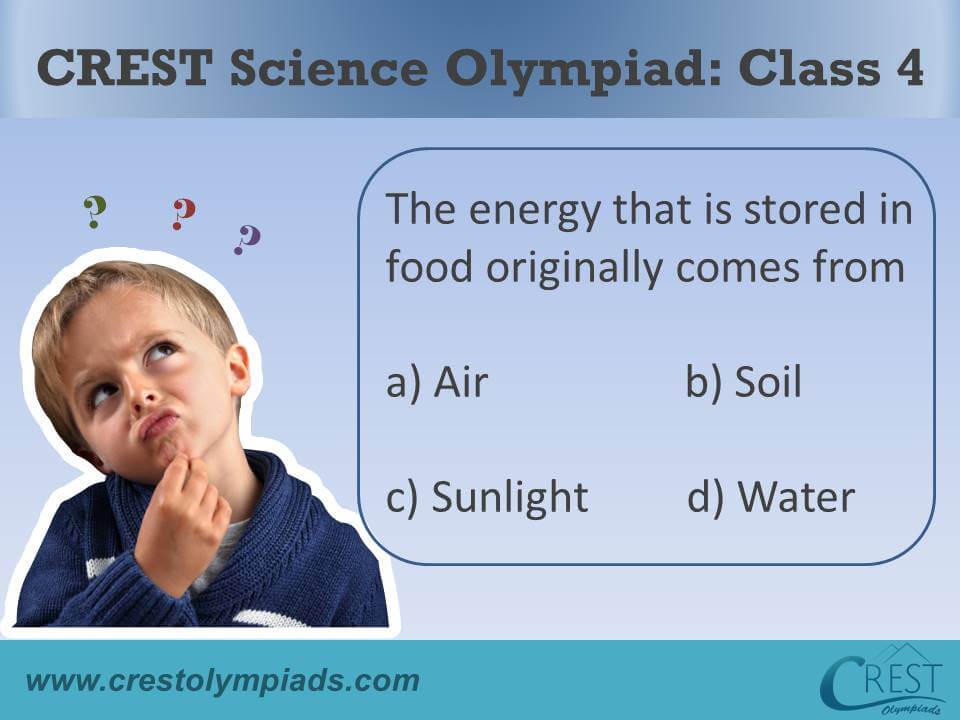 CREST Science Olympiad: Class 4
? ? ?
The energy that is stored in
food originally comes from
a) Air b) Soil
c) Sunlight d) Water
www.crestolympiads.com
CREST
Olympiads